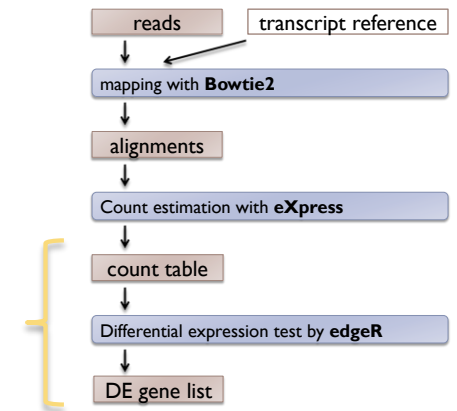 reads
transcript reference
mapping with Bowtie2
alignments
Count estimation with eXpress
count table
Differential expression test by edgeR
DE gene list